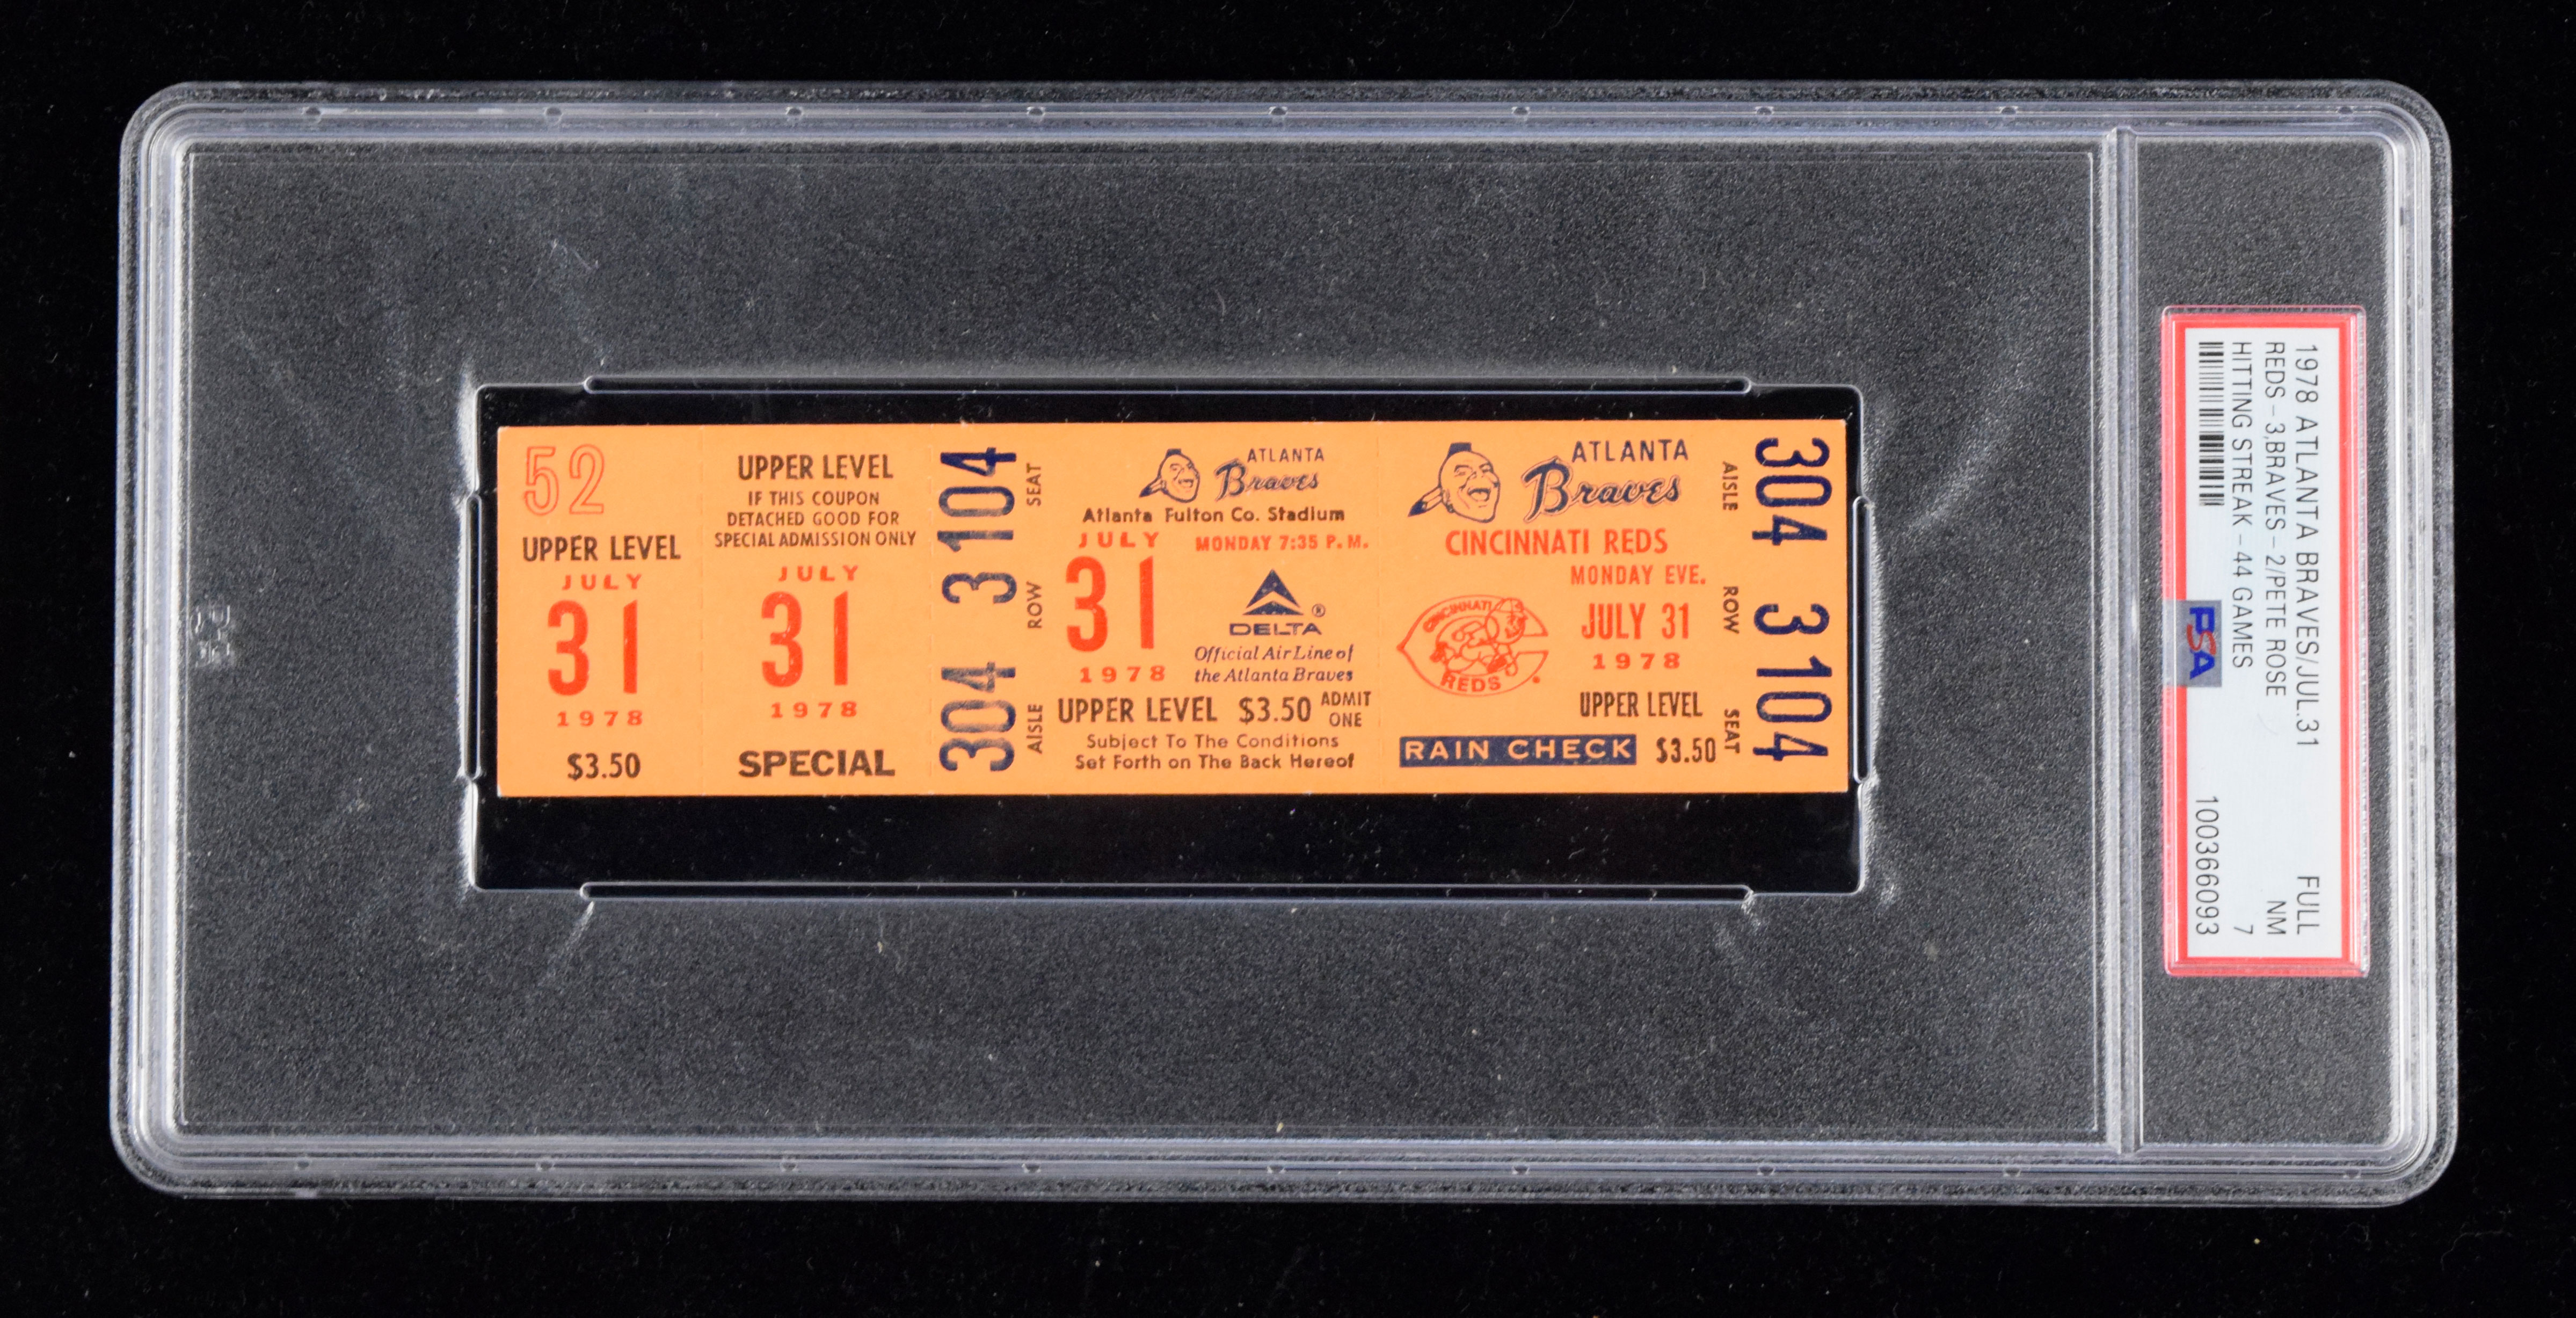 52
UPPER LEVEL
JULY
31
1978
$3.50
UPPER LEVEL
IF THIS COUPON
DETACHED GOOD FOR
SPECIAL ADMISSION ONLY
JULY
31
1978
SPECIAL
304 3 104
AISLE ROW SEAT
ATLANTA
Braves
Atlanta Fulton Co. Stadium
JULY MONDAY 7:35 P.M.
31
1978
DELTA®
Official Air Line of
the Atlanta Braves
UPPER LEVEL $3.50 ADMIT
ONE
Subject To The Conditions
Set Forth on The Back Hereof
ATLANTA
Braves
CINCINNATI REDS
MONDAY EVE.
CINCINNATI
REDS
JULY 31
1978
UPPER LEVEL
RAIN CHECK $3.50
AISLE ROW SEAT
304 3 104
1978 ATLANTA BRAVES/JUL.31 FULL
REDS-3,BRAVES-2/PETE ROSE NM
HITTING STREAK-44 GAMES 7
PSA 100366093